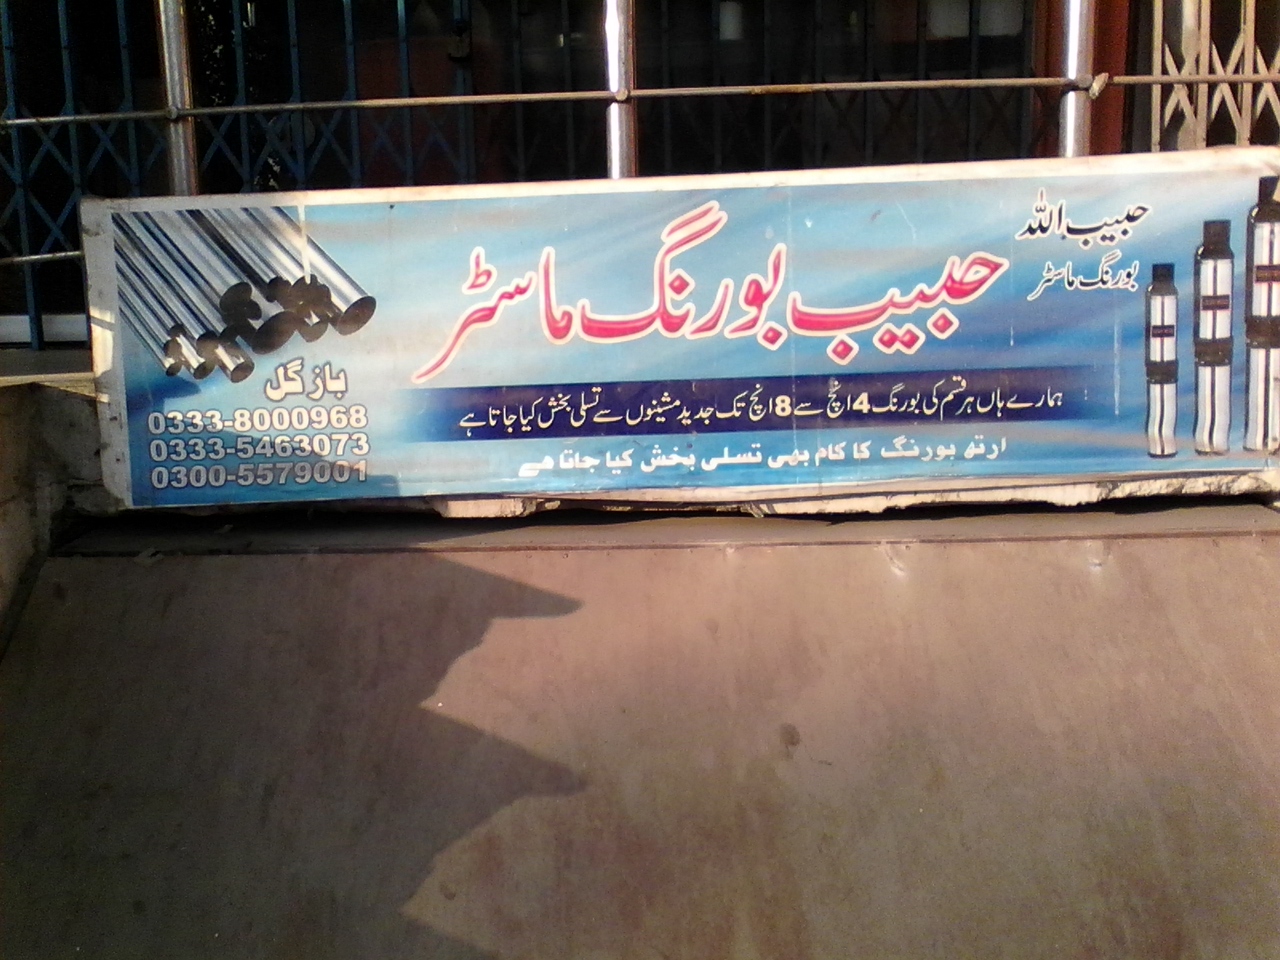 حبیب اللہ
بورنگ ماسٹر
حبیب بورنگ ماسٹر
ہمارے ہاں ہر قسم کی بورنگ 4 انچ سے 8 انچ تک جدید مشینوں سے تسلی بخش کیا جاتا ہے
ارتھ بورنگ کا کام بھی تسلی بخش کیا جاتا ہے
باز گل
0333-8000968
0333-5463073
0300-5579001